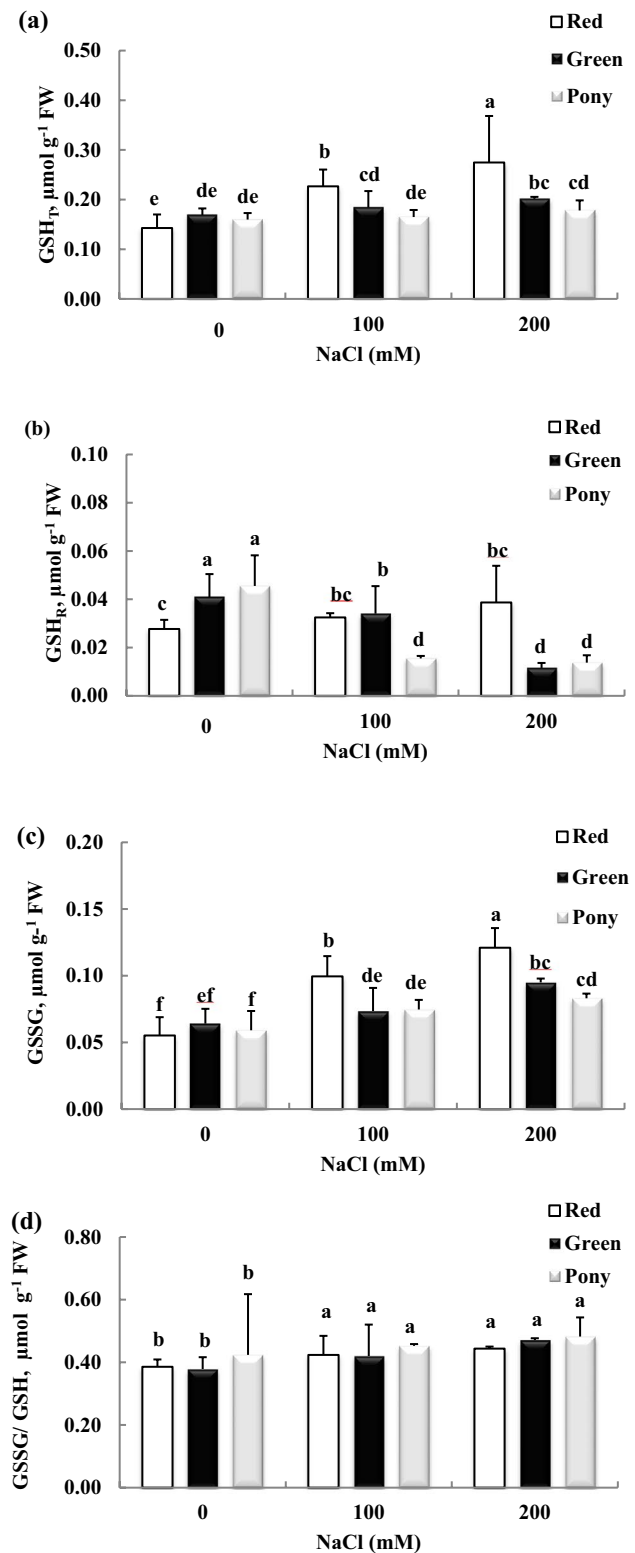 (a)
Red
Green
Pony
GSHT, µmol g-1 FW
0.50
0.40
0.30
0.20
0.10
0.00
e de de b cd de a bc cd
0 100 200
NaCl (mM)
(b)
Red
Green
Pony
GSHR, µmol g-1 FW
0.10
0.08
0.06
0.04
0.02
0.00
c a a bc b d bc d d
0 100 200
NaCl (mM)
(c)
Red
Green
Pony
GSSG, µmol g-1 FW
0.20
0.15
0.10
0.05
0.00
f ef f b de de a bc cd
0 100 200
NaCl (mM)
(d)
Red
Green
Pony
GSSG/ GSH, µmol g-1 FW
0.80
0.60
0.40
0.20
0.00
b b b a a a a a a
0 100 200
NaCl (mM)